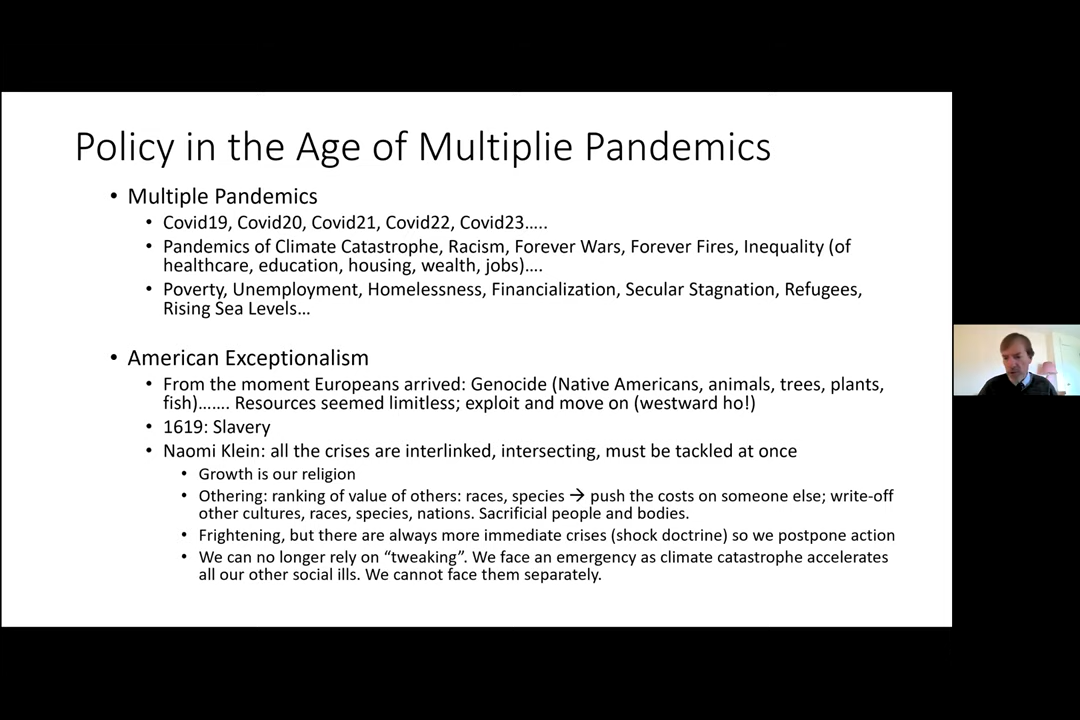 Policy in the Age of Multiplie Pandemics
• Multiple Pandemics
• Covid19, Covid20, Covid21, Covid22, Covid23.....
• Pandemics of Climate Catastrophe, Racism, Forever Wars, Forever Fires, Inequality (of
healthcare, education, housing, wealth, jobs)....
• Poverty, Unemployment, Homelessness, Financialization, Secular Stagnation, Refugees,
Rising Sea Levels...
• American Exceptionalism
• From the moment Europeans arrived: Genocide (Native Americans, animals, trees, plants,
fish)....... Resources seemed limitless; exploit and move on (westward ho!)
• 1619: Slavery
• Naomi Klein: all the crises are interlinked, intersecting, must be tackled at once
• Growth is our religion
• Othering: ranking of value of others: races, species → push the costs on someone else; write-off
other cultures, races, species, nations. Sacrificial people and bodies.
• Frightening, but there are always more immediate crises (shock doctrine) so we postpone action
• We can no longer rely on “tweaking”. We face an emergency as climate catastrophe accelerates
all our other social ills. We cannot face them separately.